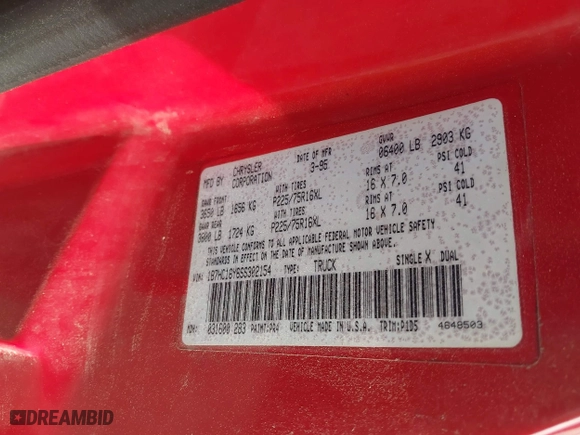 MFD BY CHRYSLER CORPORATION DATE OF MFR 3-95 GVWR 06400 LB 2903 KG
GAWR FRONT WITH TIRES RIMS AT PSI COLD
3650 LB 1656 KG P225/75R16XL 16 X 7.0 41
GAWR REAR WITH TIRES RIMS AT PSI COLD
3800 LB 1724 KG P225/75R16XL 16 X 7.0 41
THIS VEHICLE CONFORMS TO ALL APPLICABLE FEDERAL MOTOR VEHICLE SAFETY
STANDARDS IN EFFECT ON THE DATE OF MANUFACTURE SHOWN ABOVE.
VIN: 1B7HC16Y8SS302154 TYPE: TRUCK SINGLE X DUAL
MDH: 031600 283 PAINT:PR4 VEHICLE MADE IN U.S.A. TRIM:P1D5 4848503
DREAMBID